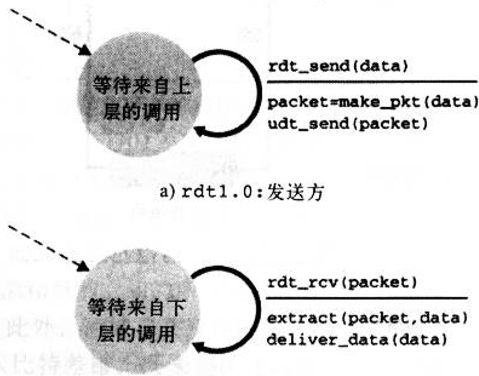 等待来自上
层的调用
rdt_send(data)
packet=make_pkt(data)
udt_send(packet)
a) rdt1.0:发送方
等待来自下
层的调用
rdt_rcv(packet)
extract(packet,data)
deliver_data(data)